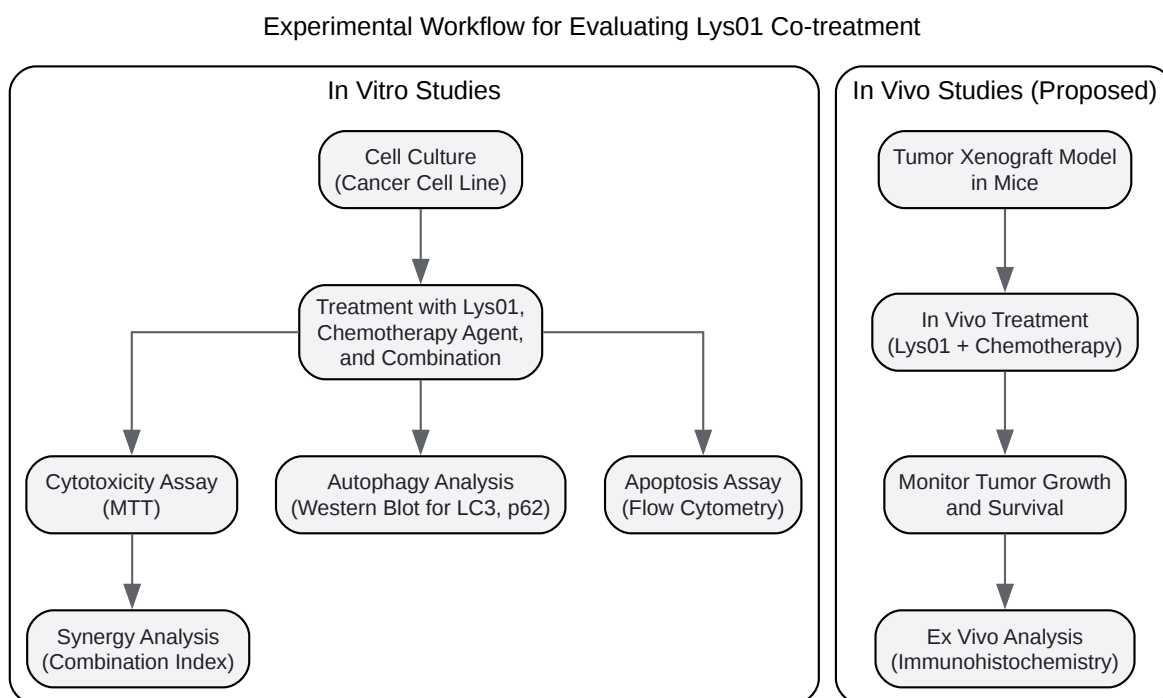 Experimental Workflow for Evaluating Lys01 Co-treatment
In Vitro Studies
Cell Culture
(Cancer Cell Line)
Treatment with Lys01,
Chemotherapy Agent,
and Combination
Cytotoxicity Assay
(MTT)
Autophagy Analysis
(Western Blot for LC3, p62)
Apoptosis Assay
(Flow Cytometry)
Synergy Analysis
(Combination Index)
In Vivo Studies (Proposed)
Tumor Xenograft Model
in Mice
In Vivo Treatment
(Lys01 + Chemotherapy)
Monitor Tumor Growth
and Survival
Ex Vivo Analysis
(Immunohistochemistry)